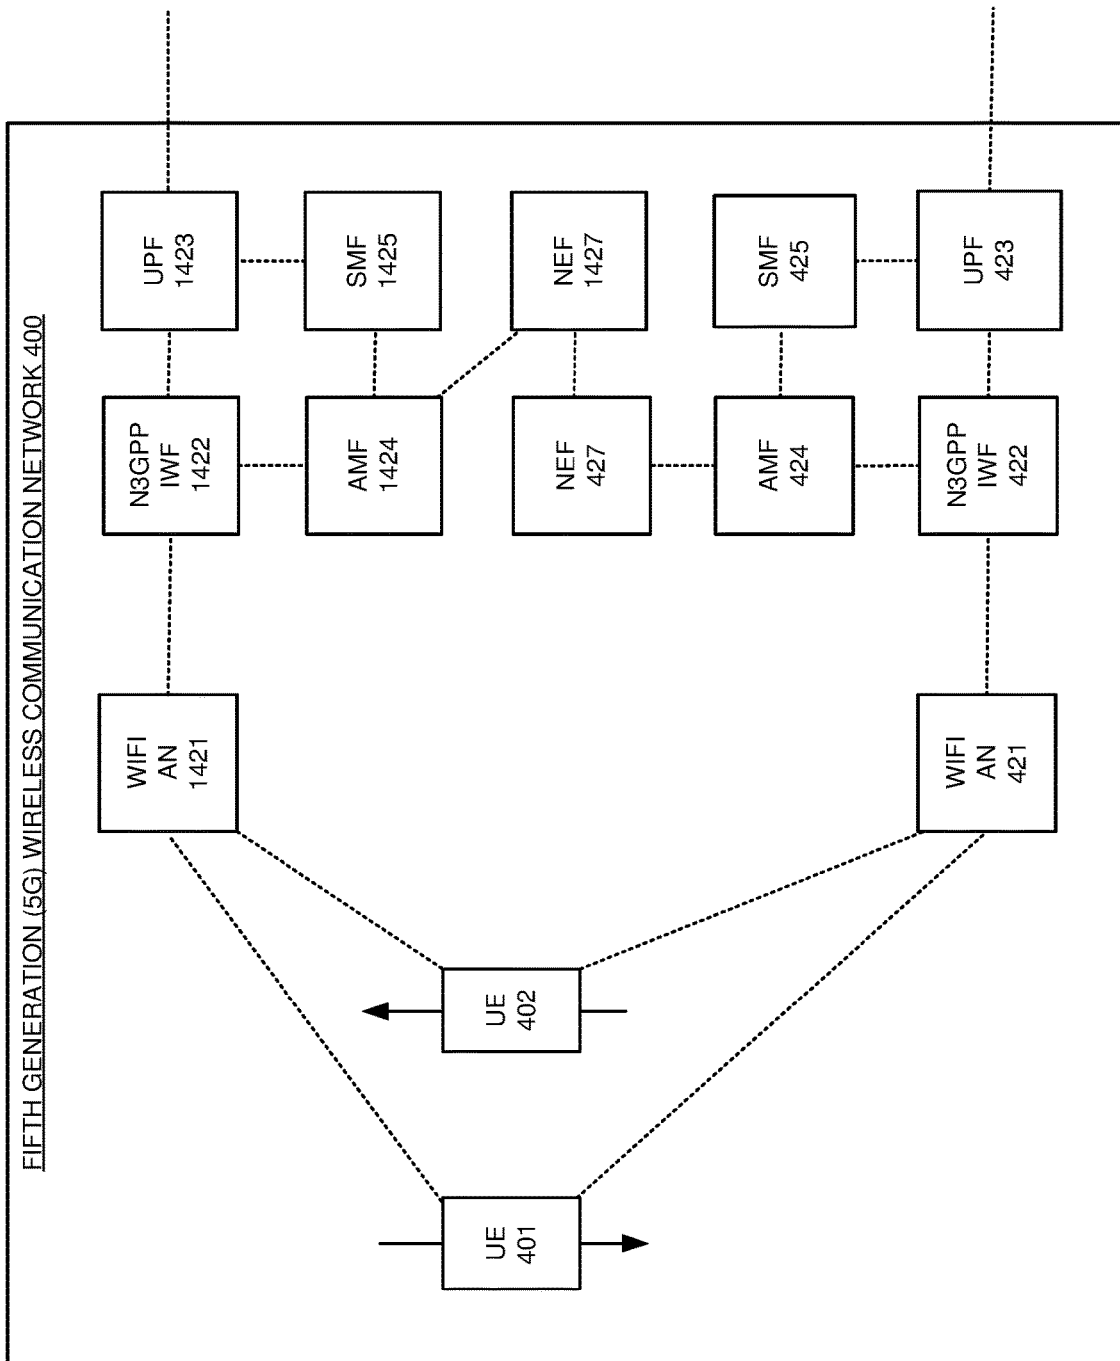 FIFTH GENERATION (5G) WIRELESS COMMUNICATION NETWORK 400
UE
401
UE
402
WIFI
AN
1421
WIFI
AN
421
N3GPP
IWF
1422
UPF
1423
AMF
1424
SMF
1425
NEF
427
NEF
1427
AMF
424
SMF
425
N3GPP
IWF
422
UPF
423